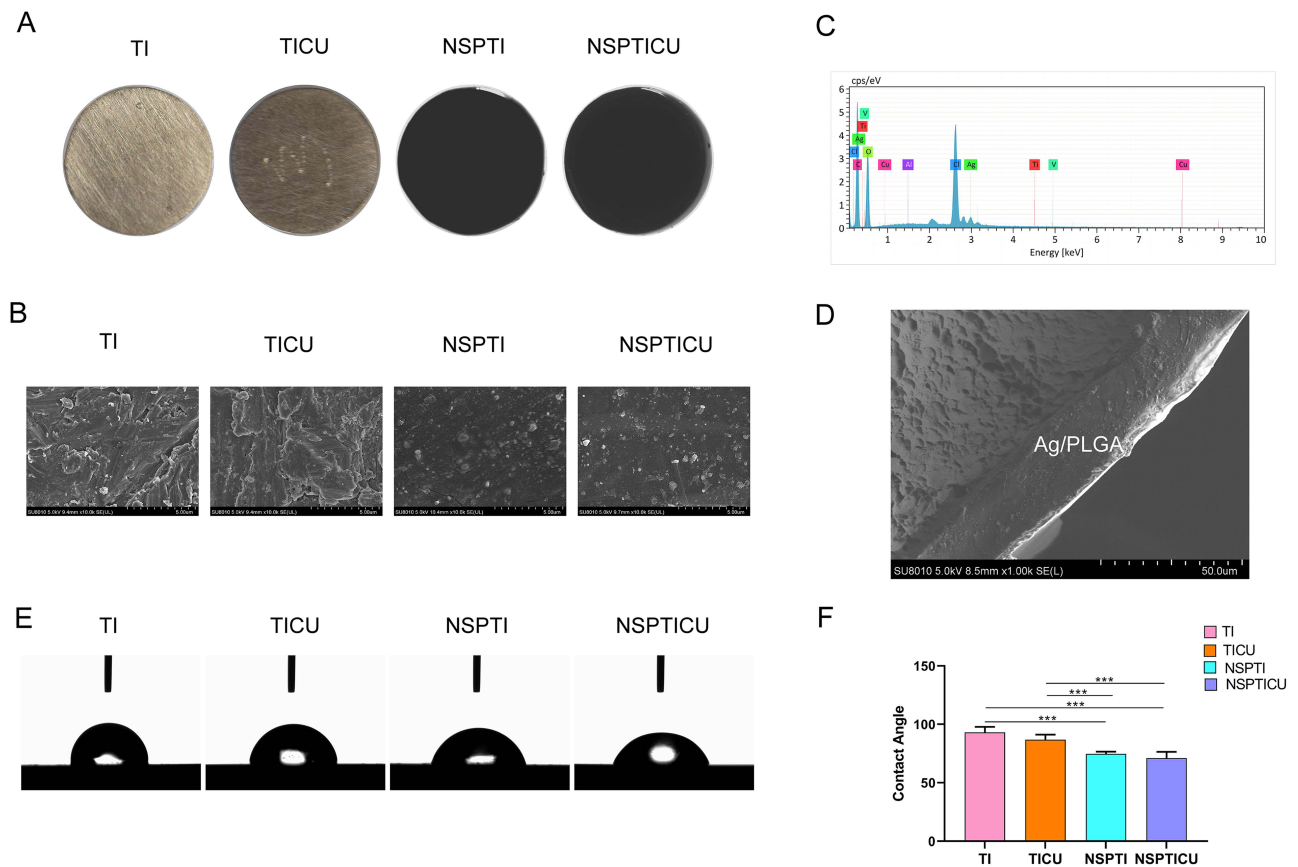 A
TI
TICU
NSPTI
NSPTICU
B
TI
TICU
NSPTI
NSPTICU
SU8010 5.0kV 9.4mm x10.0k SE(UL) 5.00um
SU8010 5.0kV 9.4mm x10.0k SE(UL) 5.00um
SU8010 5.0kV 10.4mm x10.0k SE(UL) 5.00um
SU8010 5.0kV 9.7mm x10.0k SE(UL) 5.00um
C
cps/eV
6
5
4
3
2
1
0
V
Ti
Ag
Cl O
C Cu Al Cl Ag Ti V Cu
1 2 3 4 5 6 7 8 9 10
Energy [keV]
D
Ag/PLGA
SU8010 5.0kV 8.5mm x1.00k SE(L) 50.0um
E
TI
TICU
NSPTI
NSPTICU
F
TI
TICU
NSPTI
NSPTICU
Contact Angle
150
100
50
0
***
***
***
***
TI TICU NSPTI NSPTICU